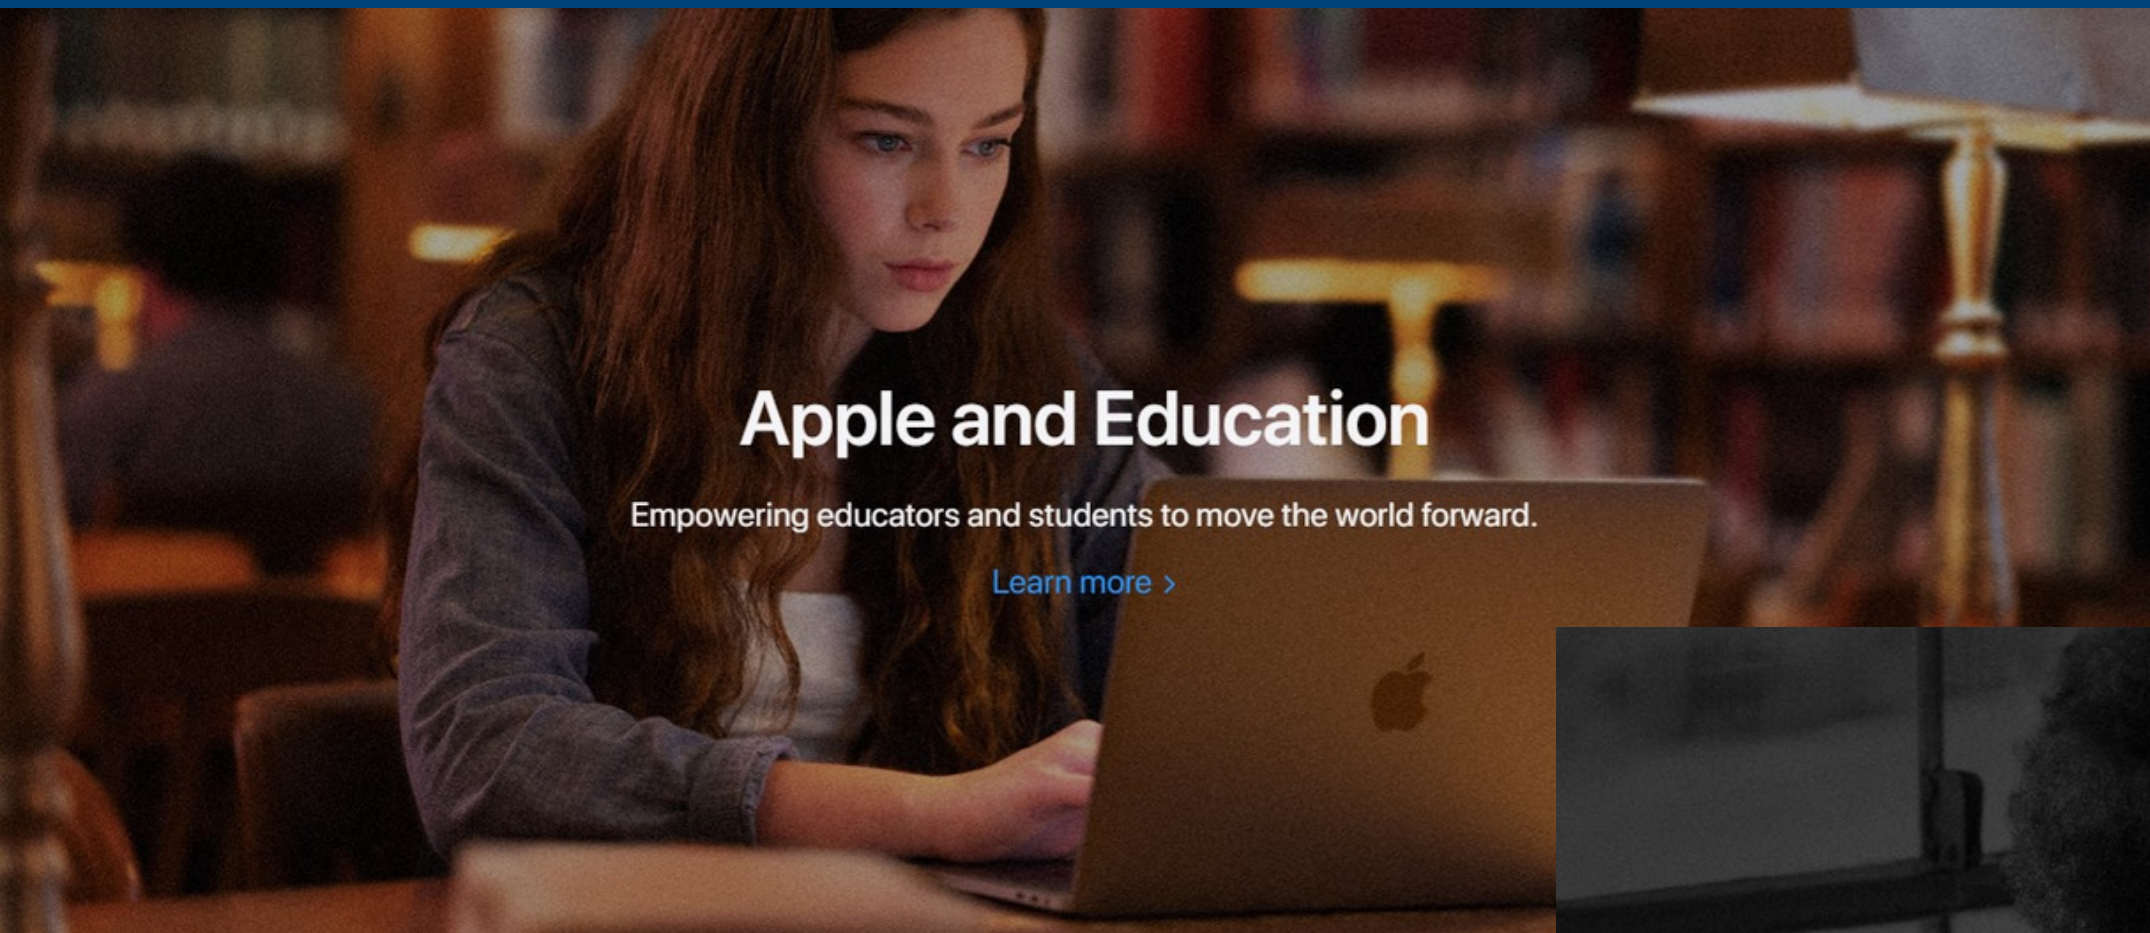 Apple and Education
Empowering educators and students to move the world forward.
Learn more >